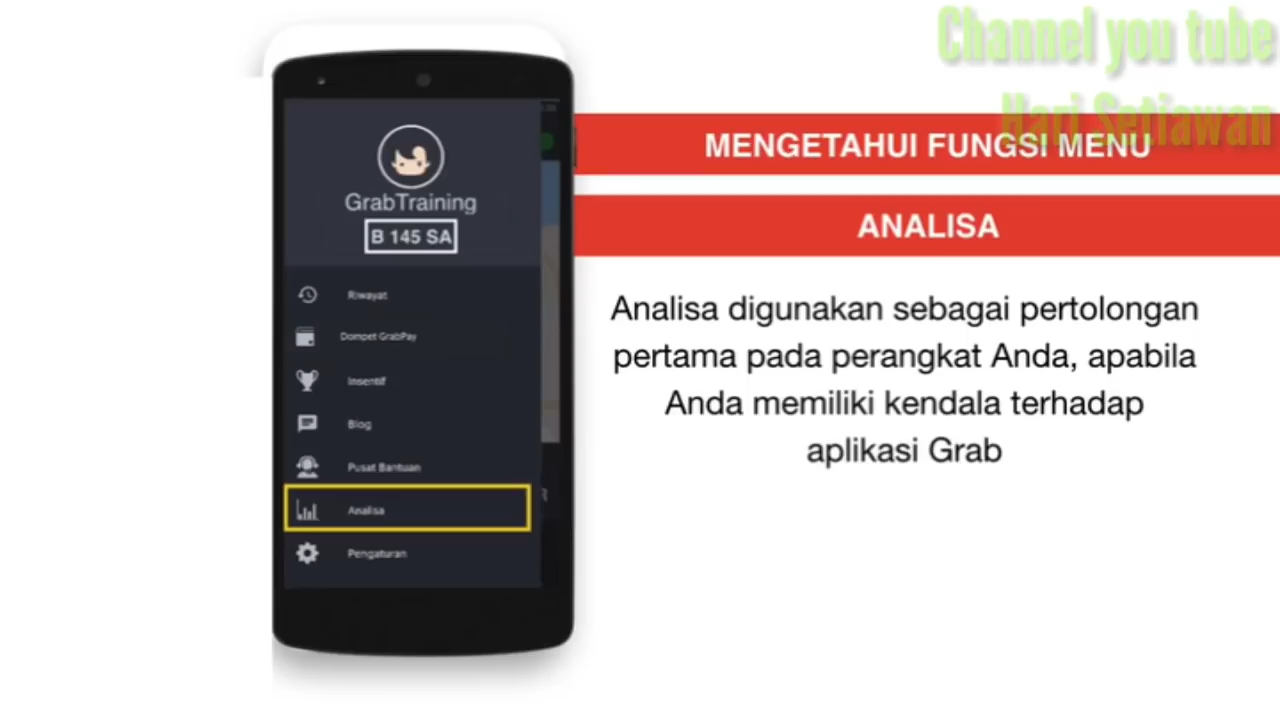 Channel you tube
Hari Setiawan
MENGETAHUI FUNGSI MENU
ANALISA
Analisa digunakan sebagai pertolongan
pertama pada perangkat Anda, apabila
Anda memiliki kendala terhadap
aplikasi Grab
GrabTraining
B 145 SA
Riwayat
Dompet GrabPay
Insentif
Blog
Pusat Bantuan
Analisa
Pengaturan